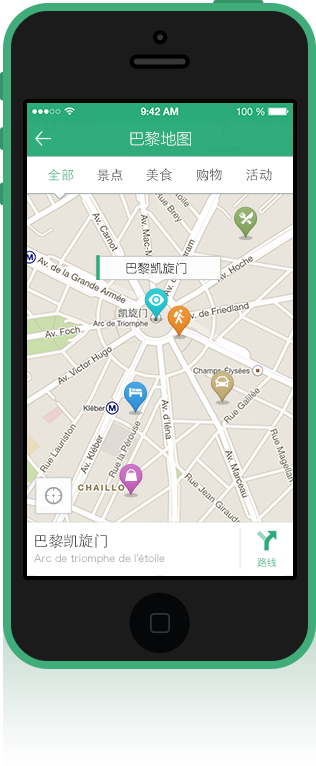 9:42 AM 100 %
巴黎地图
全部 景点 美食 购物 活动
Rue Brey
Av. Carnot
Av. Mac-M
Av. de la Grande Armée
M
ram
Av. Hoche
巴黎凯旋门
凯旋门
Arc de Triomphe
Av. de Friedland
Av. Foch
Av. Victor Hugo
Champs-Élysées
Kléber M
Rue Galilée
Av. d'Iéna
Rue Lauriston
Av. Kléber
Rue la Pérouse
Av. Marceau
Rue Magellan
CHAILLO
Rue Jean Giraudo
巴黎凯旋门
Arc de triomphe de l'étoile
路线